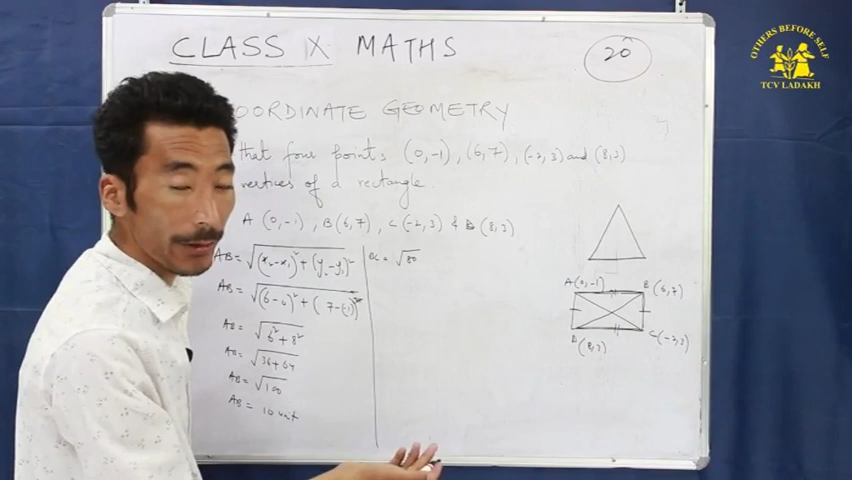 CLASS X MATHS
20
OTHERS BEFORE SELF
TCV LADAKH
OORDINATE GEOMETRY
that four points (0,-1), (6,7), (-2,3) and (8,3)
vertices of a rectangle.
A (0,-1), B(6,7), C(-2,3) & D (8,3)
AB = √(x₂-x₁)²+(y₂-y₁)²
BC = √80
AB = √(6-0)²+(7-(-1))²
AB = √6²+8²
AB = √36+64
AB = √100
AB = 10 unit
A(0,-1) B (6,7)
D (8,3) C(-2,3)